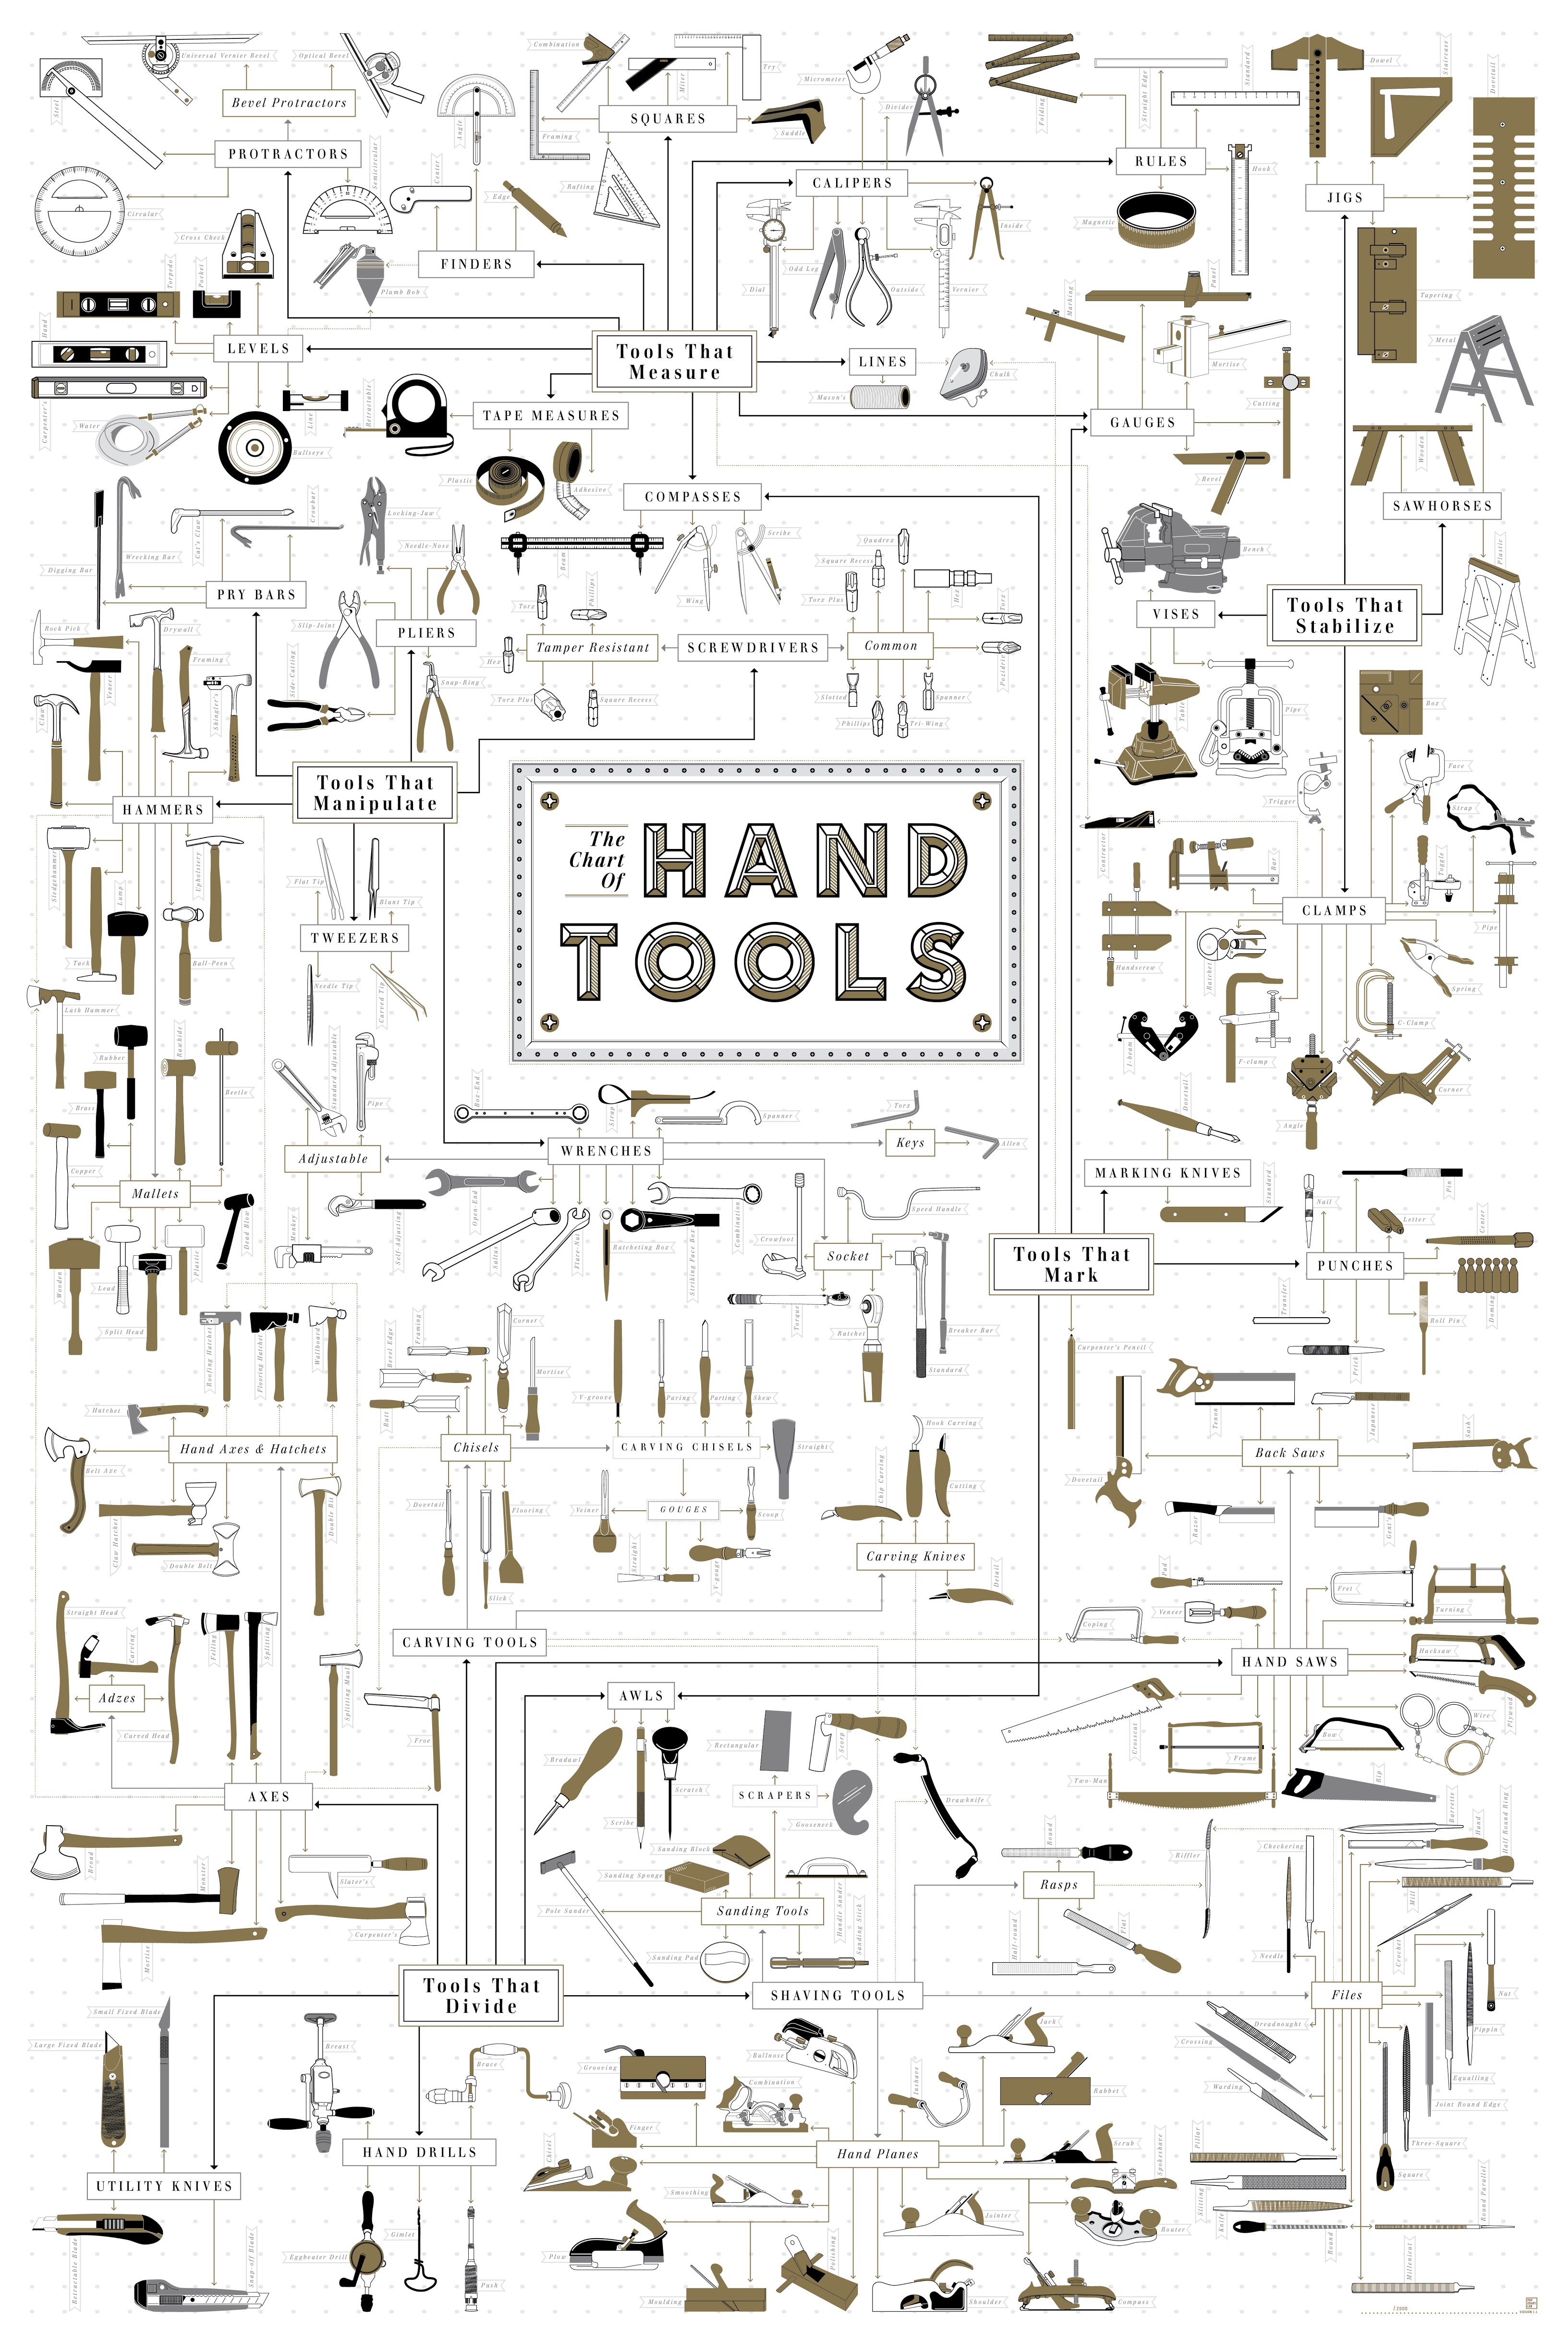 The
Chart
Of
HAND
TOOLS
Tools That
Measure
PROTRACTORS
Bevel Protractors
Universal Vernier Bevel
Optical Bevel
Steel
Circular
Semicircular
FINDERS
Angle
Center
Edge
Plumb Bob
SQUARES
Combination
Miter
Try
Framing
Rafting
Saddle
CALIPERS
Micrometer
Divider
Inside
Dial
Odd Leg
Outside
Vernier
RULES
Folding
Straight Edge
Standard
Magnetic
Hook
LEVELS
Cross Check
Torpedo
Pocket
Hand
Carpenter's
Water
Bullseye
Line
TAPE MEASURES
Retractable
Plastic
Adhesive
LINES
Mason's
Chalk
GAUGES
Marking
Panel
Mortise
Cutting
Bevel
COMPASSES
Beam
Wing
Scribe
Tools That
Stabilize
JIGS
Dowel
Staircase
Dovetail
Tapering
SAWHORSES
Metal
Wooden
Plastic
VISES
Bench
Table
Pipe
CLAMPS
Box
Face
Strap
Trigger
Toggle
Contractor
Bar
Pipe
Handscrew
Ratchet
Spring
C-Clamp
I-beam
F-clamp
Angle
Corner
Tools That
Manipulate
PRY BARS
Digging Bar
Wrecking Bar
Cat's Claw
Crowbar
PLIERS
Locking-Jaw
Needle-Nose
Slip-Joint
Side-Cutting
Snap-Ring
SCREWDRIVERS
Tamper Resistant
Torx
Phillips
Hex
Torx Plus
Square Recess
Common
Quadrex
Square Recess
Torx Plus
Hex
Torx
Pozidriv
Slotted
Phillips
Tri-Wing
Spanner
HAMMERS
Rock Pick
Drywall
Framing
Veneer
Claw
Shingler's
Sledgehammer
Lump
Upholstery
Tack
Ball-Peen
Lath Hammer
Mallets
Rubber
Rawhide
Brass
Beetle
Copper
Dead Blow
Wooden
Lead
Split Head
Plastic
TWEEZERS
Flat Tip
Blunt Tip
Needle Tip
Curved Tip
WRENCHES
Box-End
Strap
Spanner
Open-End
Saltus
Flare-Nut
Ratcheting Box
Striking Face Box
Combination
Adjustable
Standard Adjustable
Pipe
Monkey
Self-Adjusting
Keys
Torx
Allen
Socket
Crowfoot
Speed Handle
Torque
Ratchet
Breaker Bar
Standard
Tools That
Mark
MARKING KNIVES
Dovetail
Standard
PUNCHES
Nail
Pin
Letter
Center
Doming
Transfer
Roll Pin
Prick
Carpenter's Pencil
AWLS
Bradawl
Scribe
Scratch
Tools That
Divide
Hand Axes & Hatchets
Roofing Hatchet
Flooring Hatchet
Wallboard
Hatchet
Belt Axe
Claw Hatchet
Double Belt
Double Bit
AXES
Adzes
Straight Head
Carving
Curved Head
Felling
Splitting
Splitting Maul
Froe
Broad
Monster
Slater's
Mortise
Carpenter's
CARVING TOOLS
Chisels
Bevel Edge
Framing
Corner
Mortise
Butt
Dovetail
Slick
Flooring
CARVING CHISELS
V-groove
Paring
Parting
Skew
Straight
GOUGES
Veiner
Straight
V-gouge
Scoop
Carving Knives
Chip Carving
Hook Carving
Cutting
Detail
HAND SAWS
Back Saws
Tenon
Japanese
Sash
Dovetail
Razor
Gent's
Pad
Veneer
Coping
Fret
Turning
Hacksaw
Plywood
Wire
Bow
Crosscut
Frame
Two-Man
Rip
SHAVING TOOLS
SCRAPERS
Rectangular
Scorp
Gooseneck
Drawknife
Sanding Tools
Sanding Block
Sanding Sponge
Pole Sander
Handle Sander
Sanding Pad
Sanding Stick
Rasps
Round
Riffler
Half-round
Flat
Files
Checkering
Needle
Barrette
Hand
Half Round Ring
Mill
Crochet
Nut
Pippin
Dreadnought
Crossing
Warding
Equalling
Joint Round Edge
Three-Square
Square
Pillar
Slitting
Knife
Round
Round Parallel
Millenicut
Hand Planes
Grooving
Bullnose
Combination
Finger
Chisel
Smoothing
Plow
Moulding
Polishing
Inshave
Jack
Rabbet
Scrub
Spokeshave
Jointer
Router
Shoulder
Compass
HAND DRILLS
Breast
Brace
Eggbeater Drill
Gimlet
Push
UTILITY KNIVES
Small Fixed Blade
Large Fixed Blade
Retractable Blade
Snap-off Blade